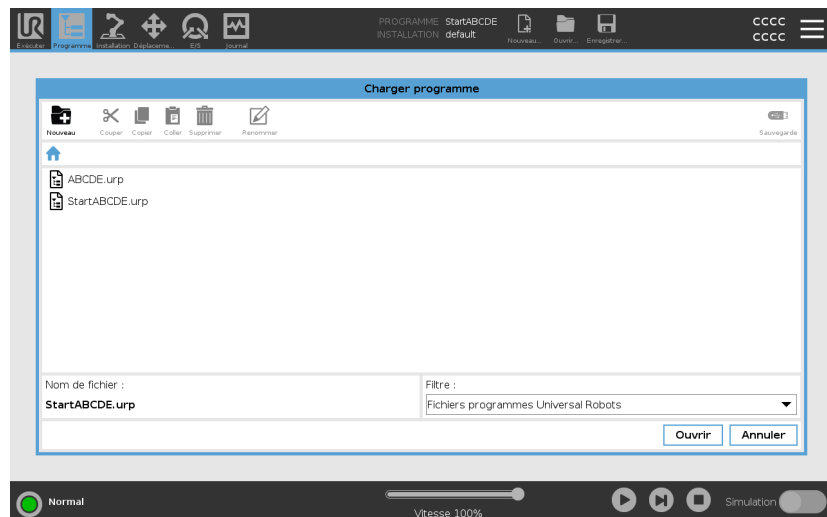 PROGRAMME StartABCDE
INSTALLATION default
CCCC
CCCC
Exécuter Programme Installation Déplaceme... E/S Journal
Nouveau... Ouvrir... Enregistrer...
Charger programme
Nouveau Couper Copier Coller Supprimer Renommer Sauvegarde
ABCDE.urp
StartABCDE.urp
Nom de fichier :
Filtre :
StartABCDE.urp
Fichiers programmes Universal Robots
Ouvrir Annuler
Normal
Vitesse 100%
Simulation